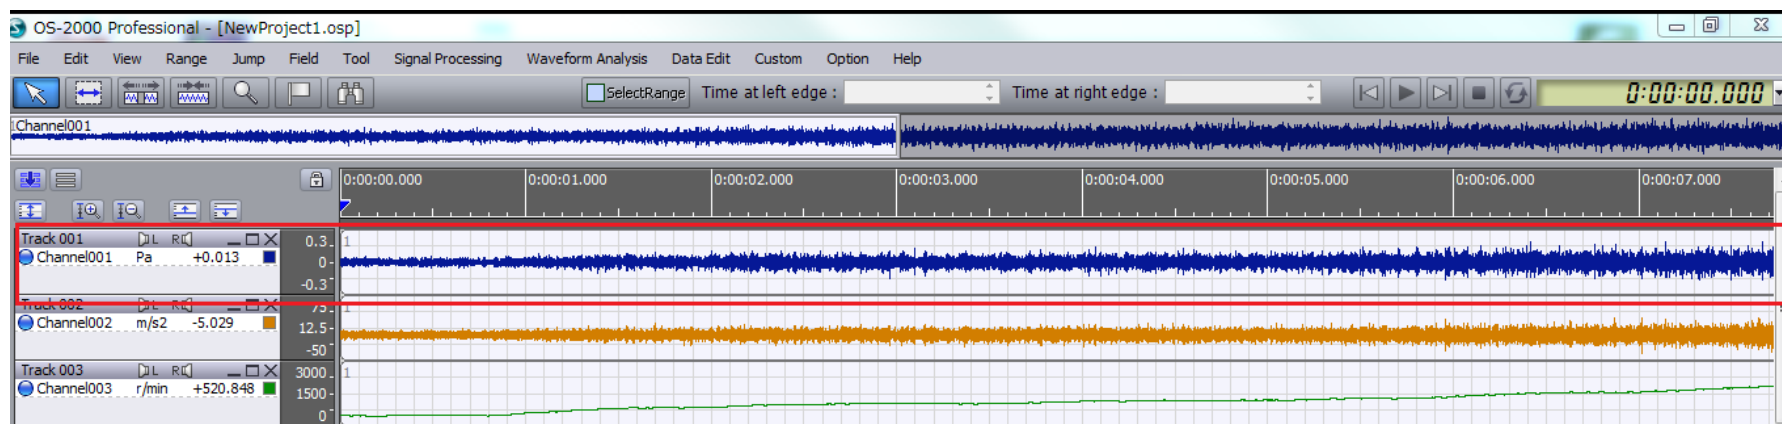 OS-2000 Professional - [NewProject1.osp]
File Edit View Range Jump Field Tool Signal Processing Waveform Analysis Data Edit Custom Option Help
SelectRange Time at left edge : Time at right edge : 0:00:00.000
1Channel001
0:00:00.000 0:00:01.000 0:00:02.000 0:00:03.000 0:00:04.000 0:00:05.000 0:00:06.000 0:00:07.000
Track 001 L R 0.3 1
Channel001 Pa +0.013 0
-0.3
Track 002 L R 75 1
Channel002 m/s2 -5.029 12.5
-50
Track 003 L R 3000 1
Channel003 r/min +520.848 1500
0